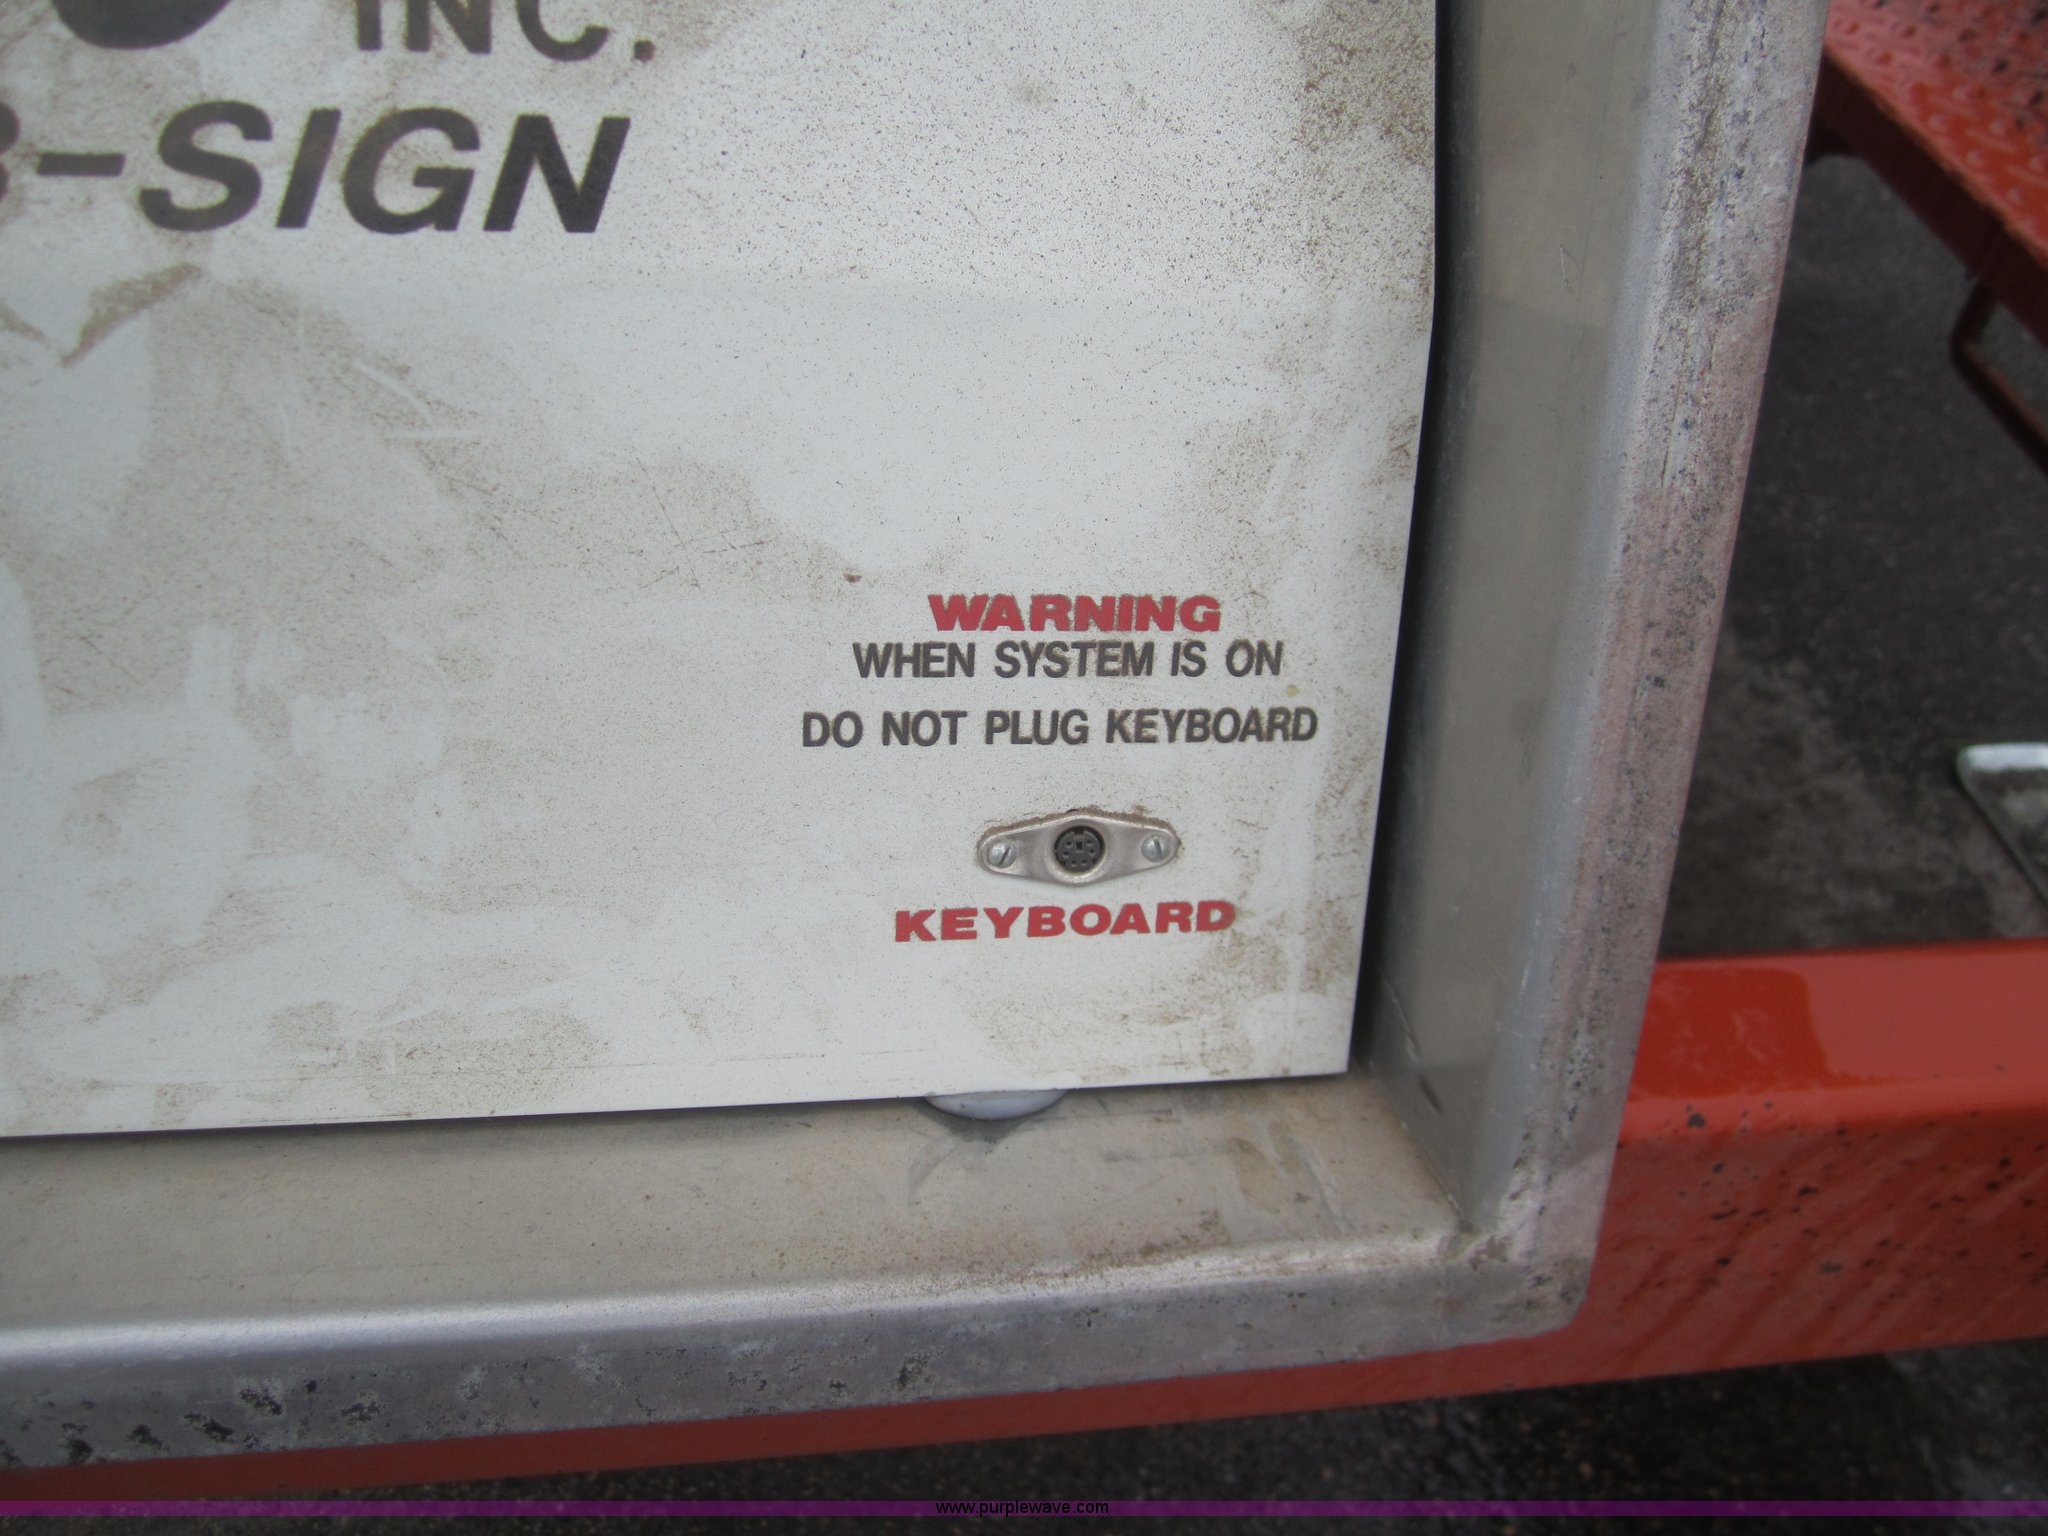 INC.
-SIGN
WARNING
WHEN SYSTEM IS ON
DO NOT PLUG KEYBOARD
KEYBOARD
www.purplewave.com